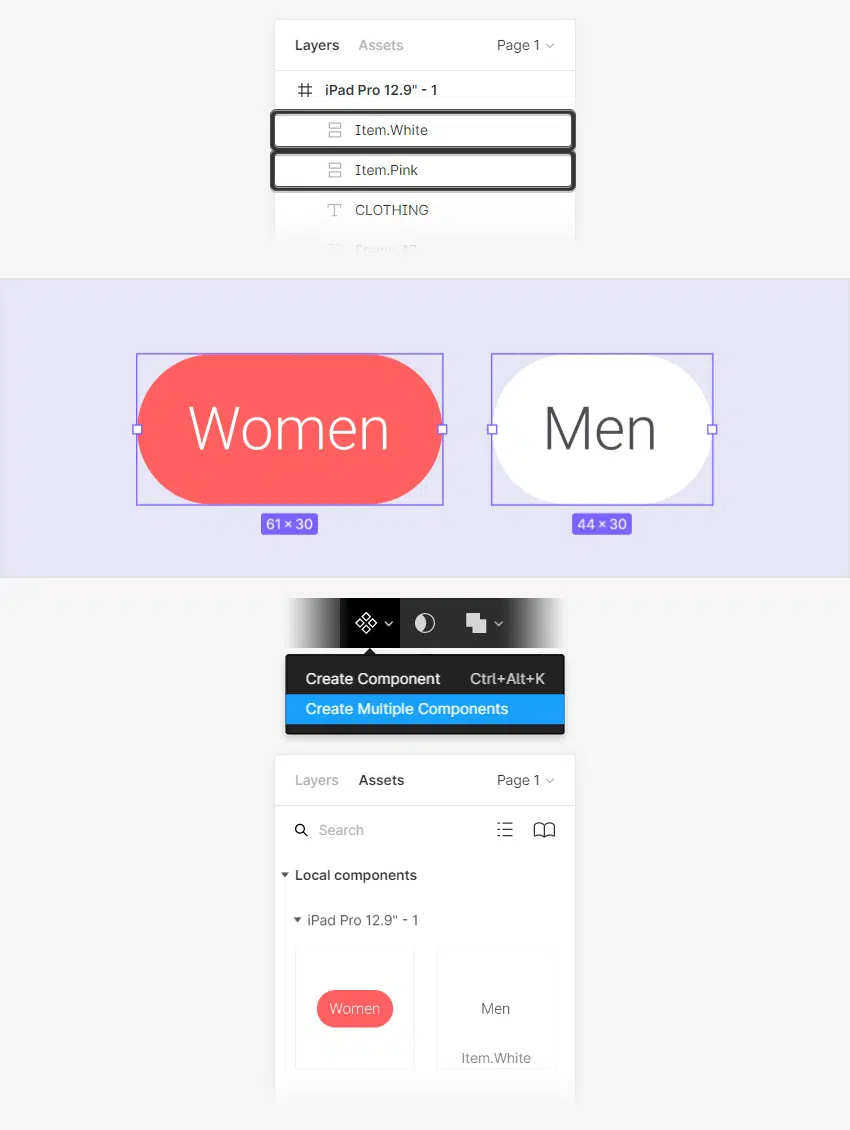 Layers Assets Page 1
iPad Pro 12.9" - 1
Item.White
Item.Pink
CLOTHING
Women Men
61 × 30 44 × 30
Create Component Ctrl+Alt+K
Create Multiple Components
Layers Assets Page 1
Search
Local components
iPad Pro 12.9" - 1
Women Men
Item.White